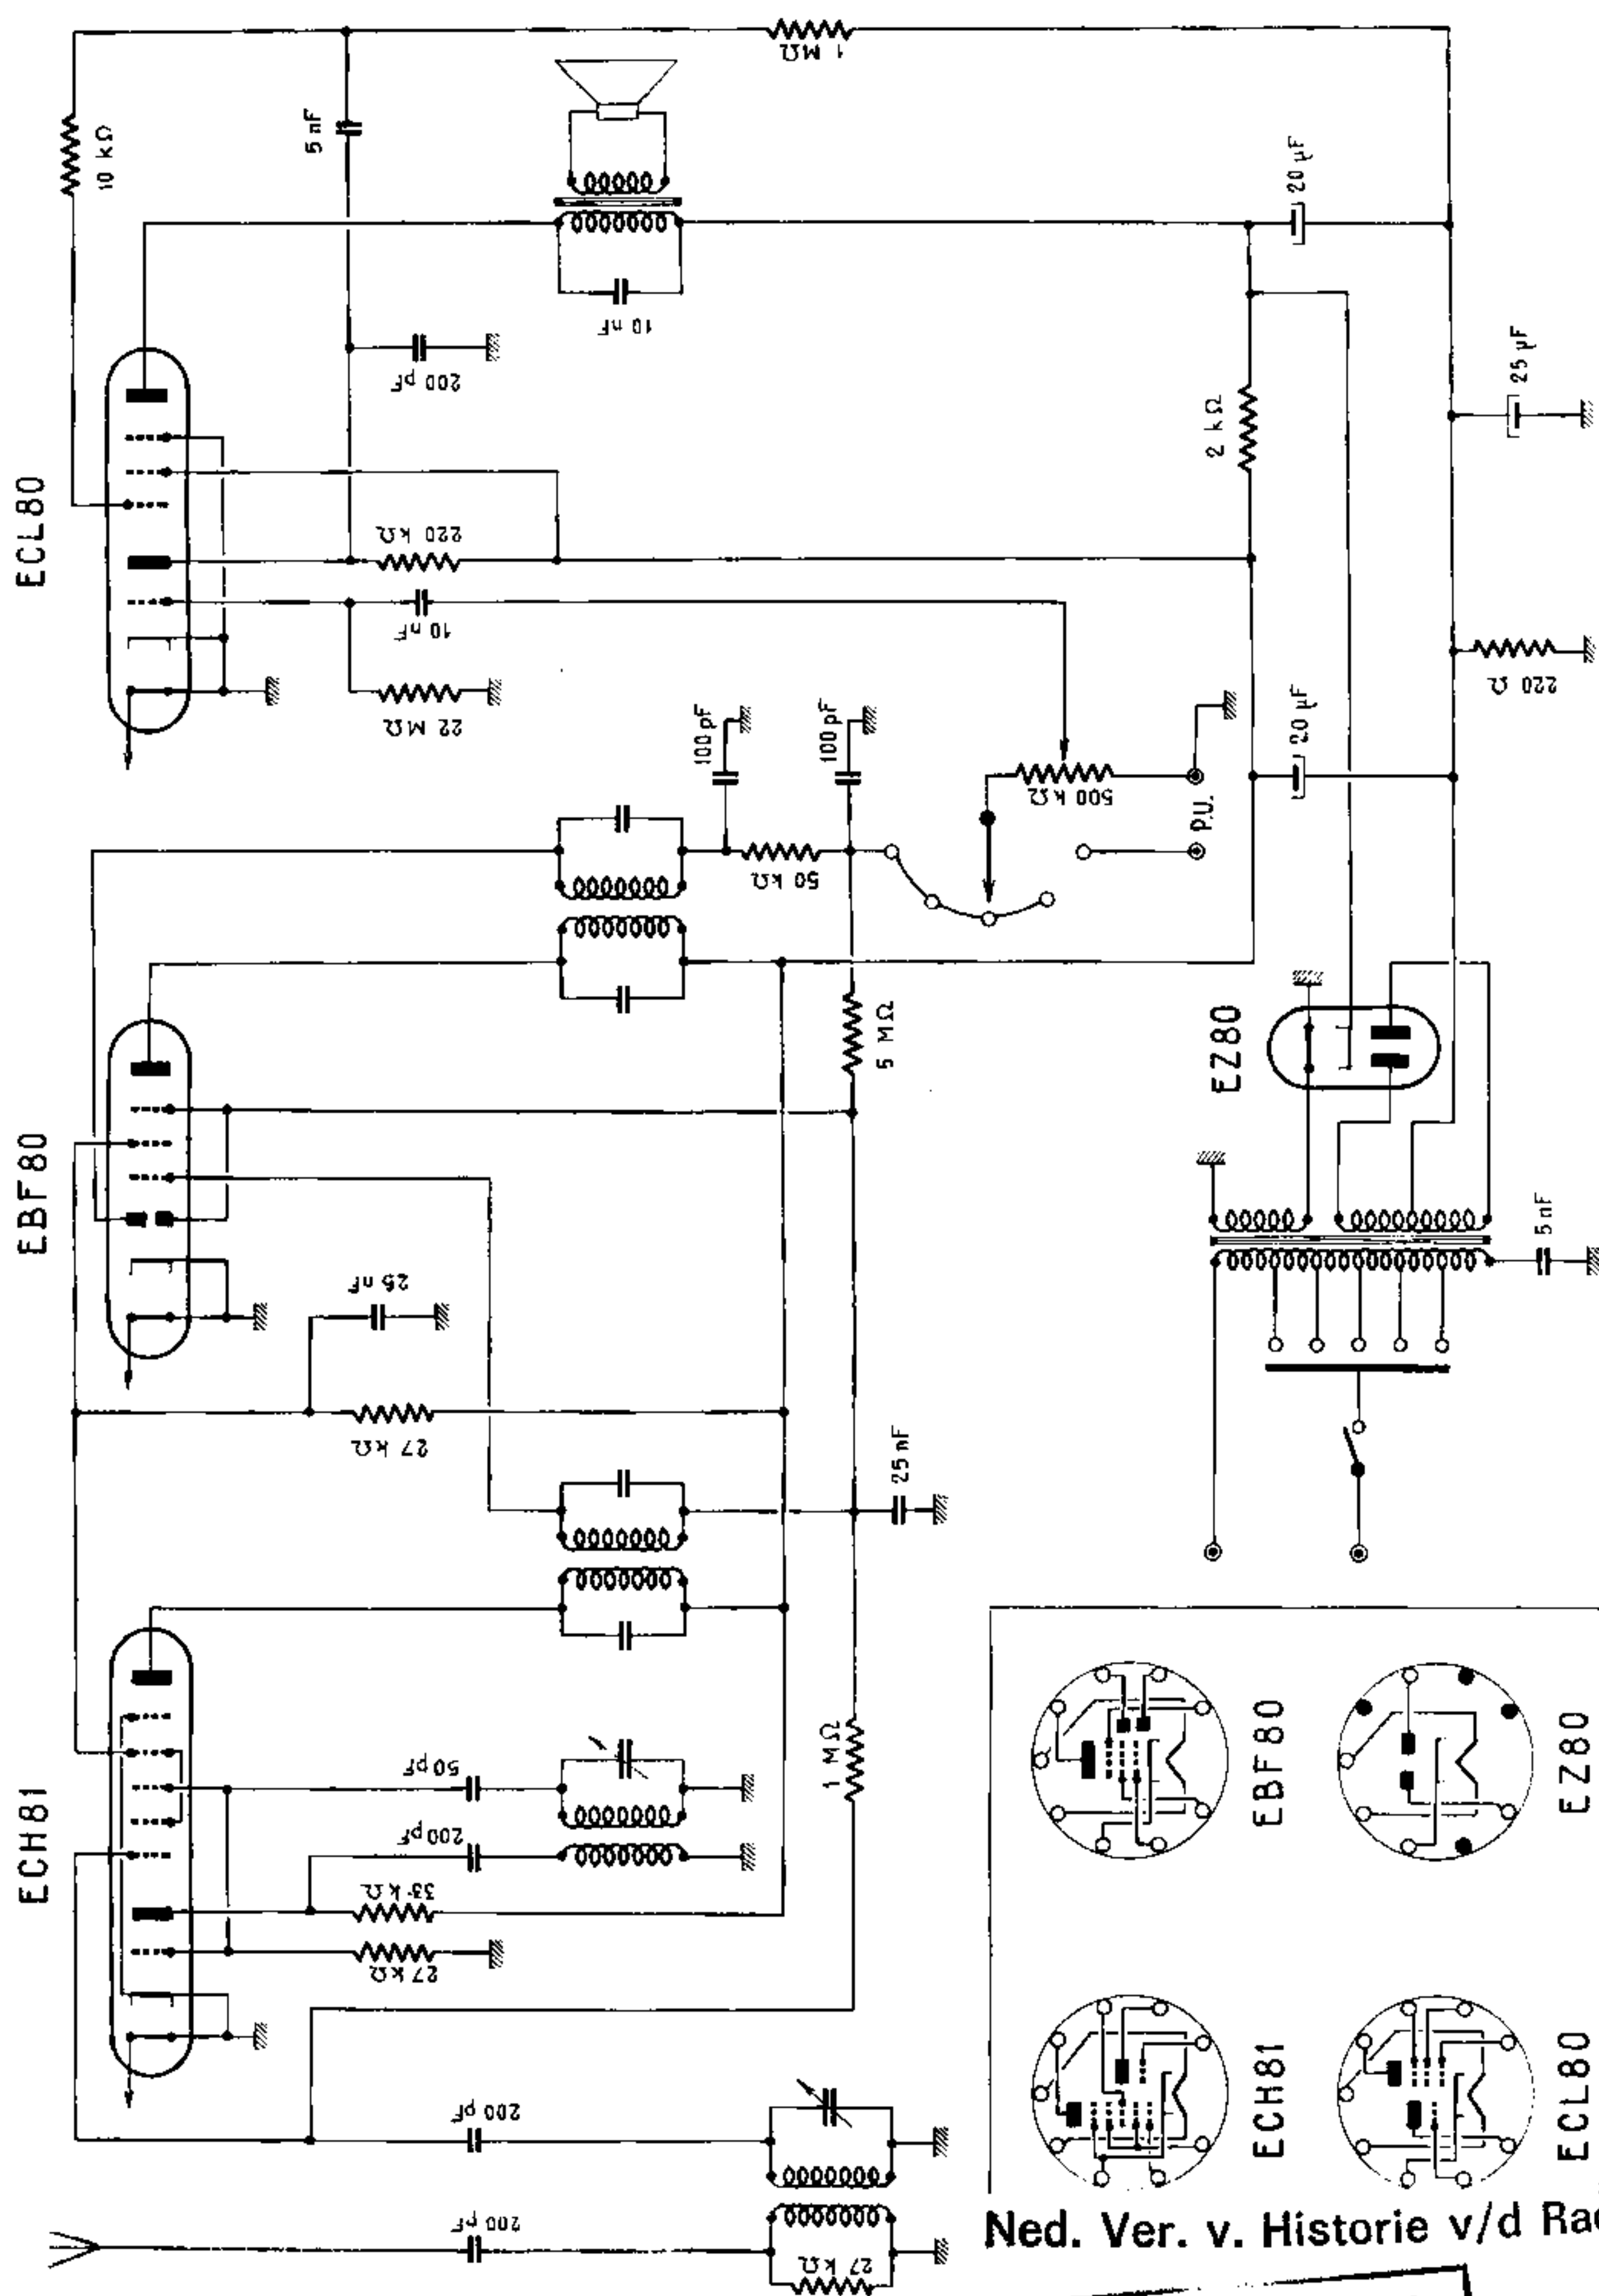 ECL80
10 kΩ
5 nF
1 MΩ
10 nF
200 pF
220 kΩ
10 nF
22 MΩ
2 kΩ
20 µF
25 µF
220 Ω
20 µF
100 pF
100 pF
50 kΩ
500 kΩ
P.U.
EBF80
5 MΩ
25 nF
27 kΩ
25 nF
EZ80
5 nF
ECH81
50 pF
200 pF
33 kΩ
27 kΩ
1 MΩ
200 pF
200 pF
27 kΩ
EBF80
EZ80
ECH81
ECL80
Ned. Ver. v. Historie v/d